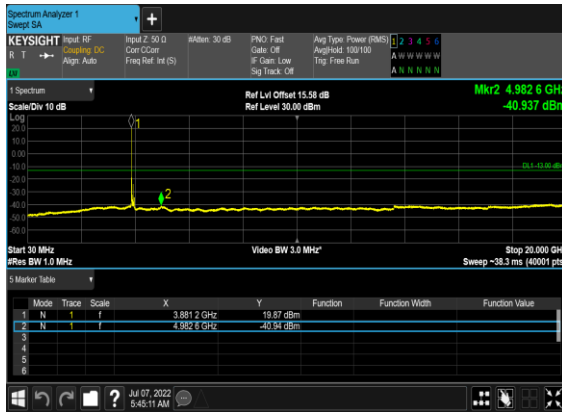 Spectrum Analyzer 1
Swept SA
+
KEYSIGHT Input: RF Input Z: 50 Ω #Atten: 30 dB PNO: Fast Avg Type: Power (RMS) 1 2 3 4 5 6
R T Coupling: DC Corr CCorr Gate: Off Avg|Hold: 100/100 A W W W W W
Align: Auto Freq Ref: Int (S) IF Gain: Low Trig: Free Run
Sig Track: Off A N N N N N
LXI
1 Spectrum Ref Lvl Offset 15.58 dB Mkr2 4.982 6 GHz
Scale/Div 10 dB Ref Level 30.00 dBm -40.937 dBm
Log
20.0
10.0
0.00
-10.0
-20.0
-30.0
-40.0
-50.0
-60.0
1
DL1 -13.00 dBm
2
Start 30 MHz Video BW 3.0 MHz* Stop 20.000 GHz
#Res BW 1.0 MHz Sweep ~38.3 ms (40001 pts)
5 Marker Table
Mode Trace Scale X Y Function Function Width Function Value
1 N 1 f 3.881 2 GHz 19.87 dBm
2 N 1 f 4.982 6 GHz -40.94 dBm
3
4
5
6
? Jul 07, 2022
5:45:11 AM